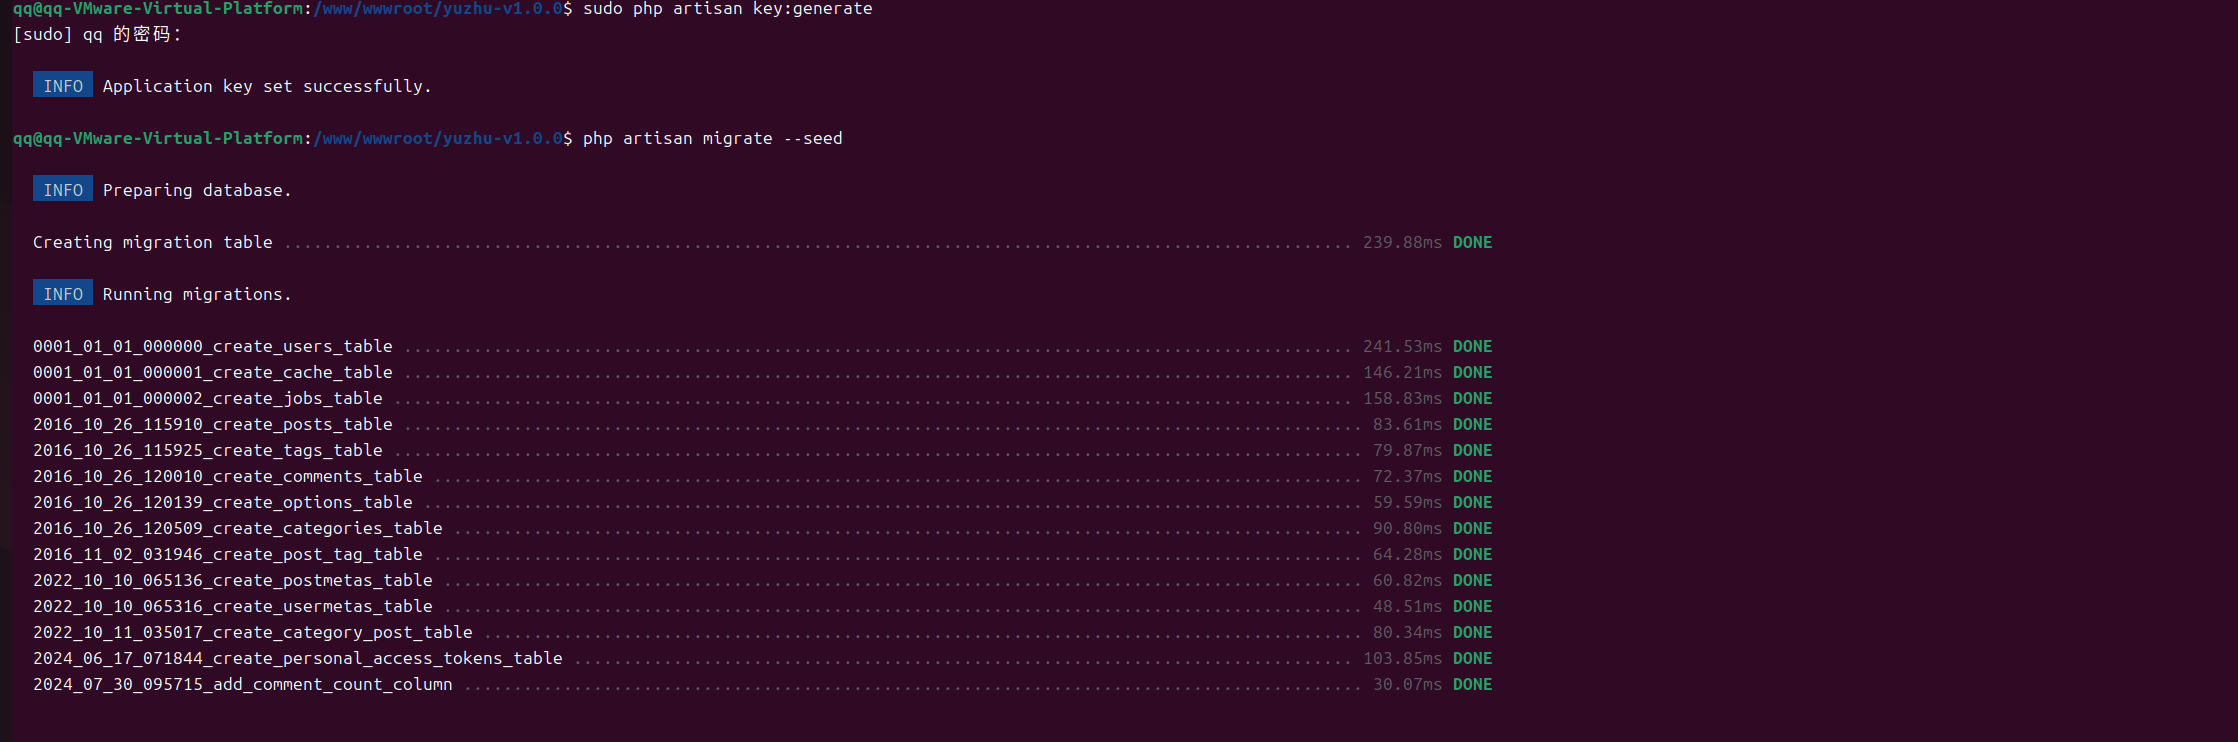 qq@qq-VMware-Virtual-Platform:/www/wwwroot/yuzhu-v1.0.0$ sudo php artisan key:generate
[sudo] qq 的密码：
INFO Application key set successfully.
qq@qq-VMware-Virtual-Platform:/www/wwwroot/yuzhu-v1.0.0$ php artisan migrate --seed
INFO Preparing database.
Creating migration table ........................................................................................................... 239.88ms DONE
INFO Running migrations.
0001_01_01_000000_create_users_table ............................................................................................... 241.53ms DONE
0001_01_01_000001_create_cache_table ............................................................................................... 146.21ms DONE
0001_01_01_000002_create_jobs_table ................................................................................................ 158.83ms DONE
2016_10_26_115910_create_posts_table ................................................................................................ 83.61ms DONE
2016_10_26_115925_create_tags_table ................................................................................................. 79.87ms DONE
2016_10_26_120010_create_comments_table ............................................................................................. 72.37ms DONE
2016_10_26_120139_create_options_table .............................................................................................. 59.59ms DONE
2016_10_26_120509_create_categories_table ........................................................................................... 90.80ms DONE
2016_11_02_031946_create_post_tag_table ............................................................................................. 64.28ms DONE
2022_10_10_065136_create_postmetas_table ............................................................................................ 60.82ms DONE
2022_10_10_065316_create_usermetas_table ............................................................................................ 48.51ms DONE
2022_10_11_035017_create_category_post_table ........................................................................................ 80.34ms DONE
2024_06_17_071844_create_personal_access_tokens_table .............................................................................. 103.85ms DONE
2024_07_30_095715_add_comment_count_column .......................................................................................... 30.07ms DONE